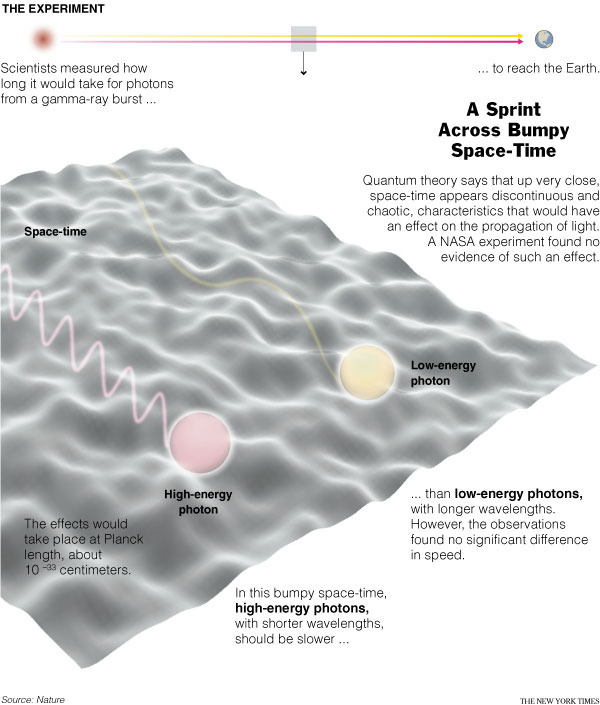 THE EXPERIMENT
Scientists measured how
long it would take for photons
from a gamma-ray burst ...
... to reach the Earth.
A Sprint
Across Bumpy
Space-Time
Quantum theory says that up very close,
space-time appears discontinuous and
chaotic, characteristics that would have
an effect on the propagation of light.
A NASA experiment found no
evidence of such an effect.
Space-time
Low-energy
photon
High-energy
photon
The effects would
take place at Planck
length, about
10 ⁻³³ centimeters.
In this bumpy space-time,
high-energy photons,
with shorter wavelengths,
should be slower ...
... than low-energy photons,
with longer wavelengths.
However, the observations
found no significant difference
in speed.
Source: Nature
THE NEW YORK TIMES